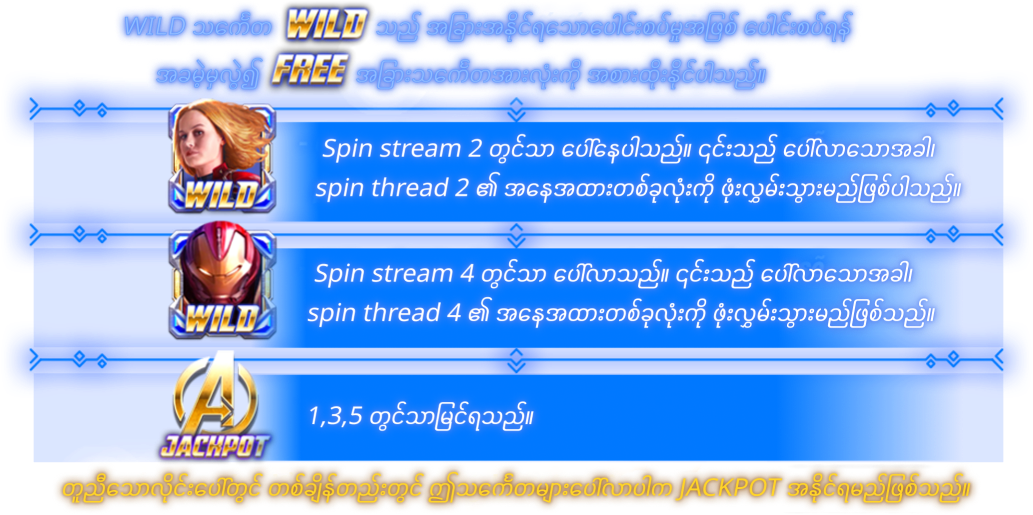 WILD သင်္ကေတ WILD သည် အခြားအနိုင်ရသောပေါင်းစပ်မှုအဖြစ် ပေါင်းစပ်ရန်
အခမဲ့မှလွဲ၍ FREE အခြားသင်္ကေတအားလုံးကို အစားထိုးနိုင်ပါသည်။
Spin stream 2 တွင်သာ ပေါ်နေပါသည်။ ၎င်းသည် ပေါ်လာသောအခါ၊
spin thread 2 ၏ အနေအထားတစ်ခုလုံးကို ဖုံးလွှမ်းသွားမည်ဖြစ်ပါသည်။
WILD
Spin stream 4 တွင်သာ ပေါ်လာသည်။ ၎င်းသည် ပေါ်လာသောအခါ၊
spin thread 4 ၏ အနေအထားတစ်ခုလုံးကို ဖုံးလွှမ်းသွားမည်ဖြစ်သည်။
WILD
1,3,5 တွင်သာမြင်ရသည်။
JACKPOT
တူညီသောလိုင်းပေါ်တွင် တစ်ချိန်တည်းတွင် ဤသင်္ကေတများပေါ်လာပါက JACKPOT အနိုင်ရမည်ဖြစ်သည်။